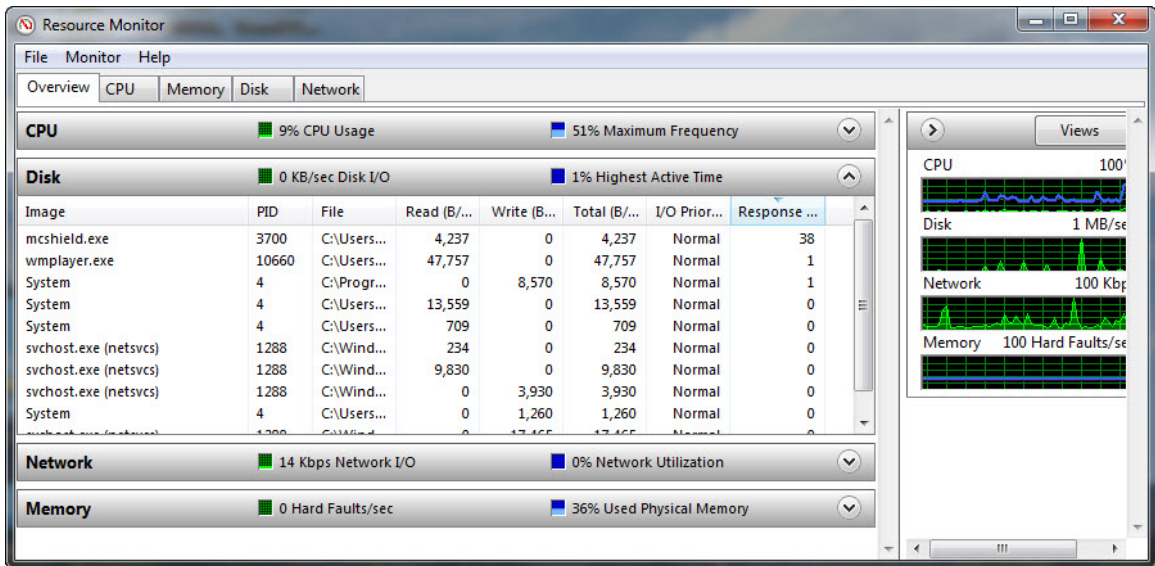 Resource Monitor
File Monitor Help
Overview CPU Memory Disk Network
CPU 9% CPU Usage 51% Maximum Frequency
Disk 0 KB/sec Disk I/O 1% Highest Active Time
Image PID File Read (B/... Write (B... Total (B/... I/O Prior... Response ...
mcshield.exe 3700 C:\Users... 4,237 0 4,237 Normal 38
wmplayer.exe 10660 C:\Users... 47,757 0 47,757 Normal 1
System 4 C:\Progr... 0 8,570 8,570 Normal 1
System 4 C:\Users... 13,559 0 13,559 Normal 0
System 4 C:\Users... 709 0 709 Normal 0
svchost.exe (netsvcs) 1288 C:\Wind... 234 0 234 Normal 0
svchost.exe (netsvcs) 1288 C:\Wind... 9,830 0 9,830 Normal 0
svchost.exe (netsvcs) 1288 C:\Wind... 0 3,930 3,930 Normal 0
System 4 C:\Users... 0 1,260 1,260 Normal 0
Network 14 Kbps Network I/O 0% Network Utilization
Memory 0 Hard Faults/sec 36% Used Physical Memory
Views
CPU 100
Disk 1 MB/se
Network 100 Kbp
Memory 100 Hard Faults/se